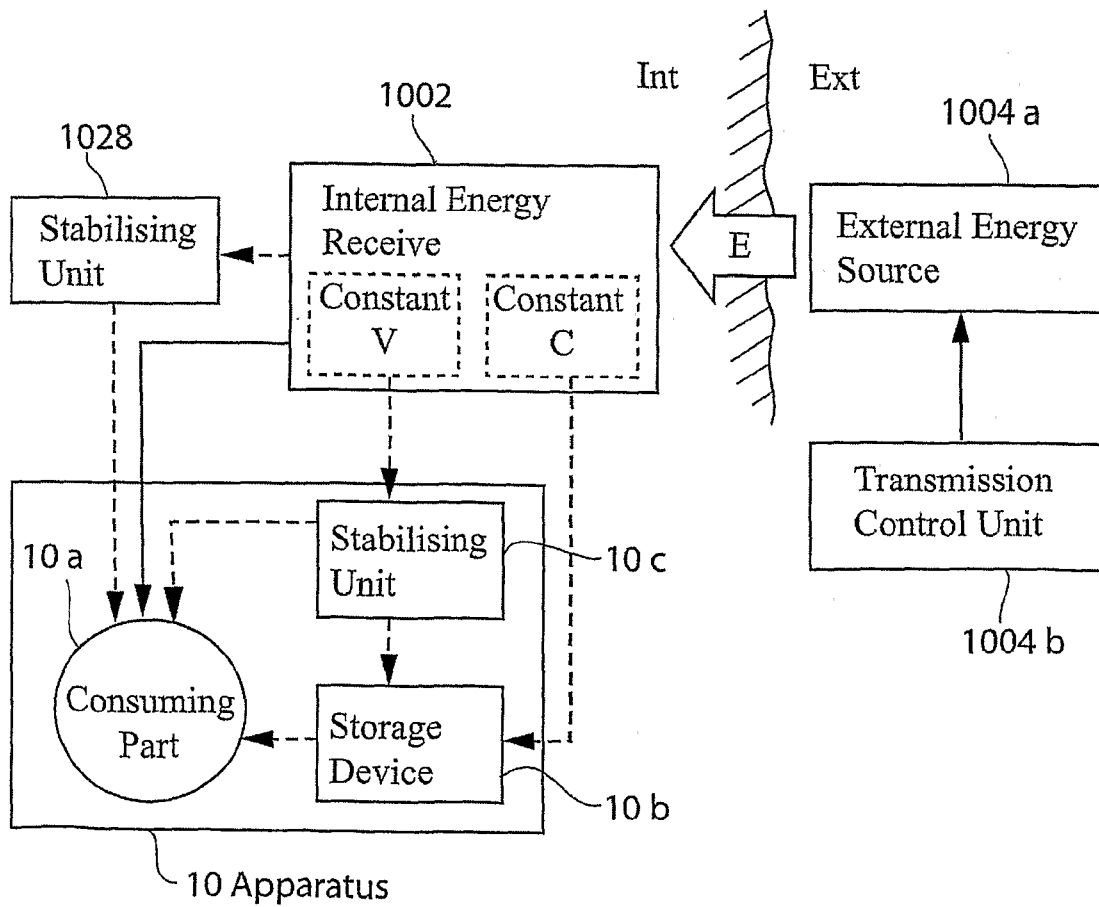 Int
Ext
1002
1004 a
1028
Internal Energy
Receive
Stabilising
Unit
E
External Energy
Source
Constant
V
Constant
C
Transmission
Control Unit
Stabilising
Unit
10 a
10 c
1004 b
Consuming
Part
Storage
Device
10 b
10 Apparatus